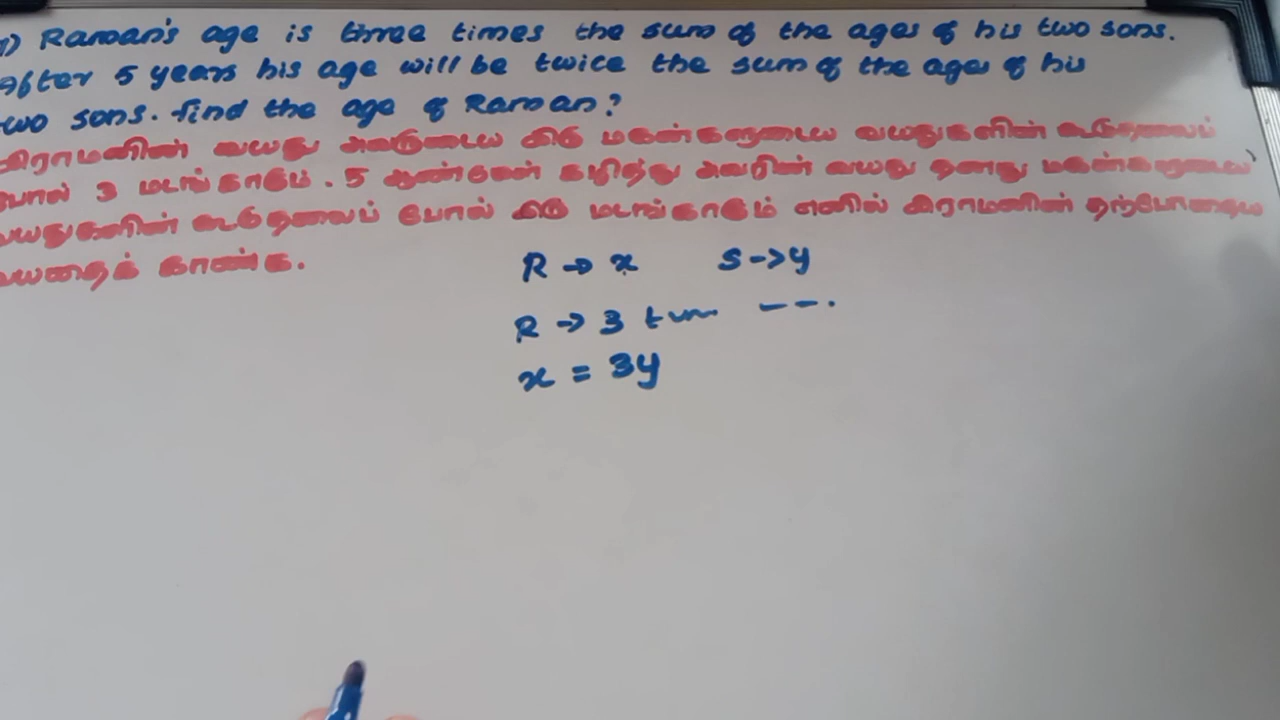 1) Raman's age is three times the sum of the ages of his two sons.
After 5 years his age will be twice the sum of the ages of his
two sons. find the age of Raman?
இராமனின் வயது அவருடைய இரு மகன்களுடைய வயதுகளின் கூடுதலைப்
போல் 3 மடங்காகும். 5 ஆண்டுகள் கழித்து அவரின் வயது தனது மகன்களுடைய
வயதுகளின் கூடுதலைப் போல் இரு மடங்காகும் எனில் இராமனின் தற்போதைய
வயதைக் காண்க.
R → x S → y
R → 3 ---.
x = 3y